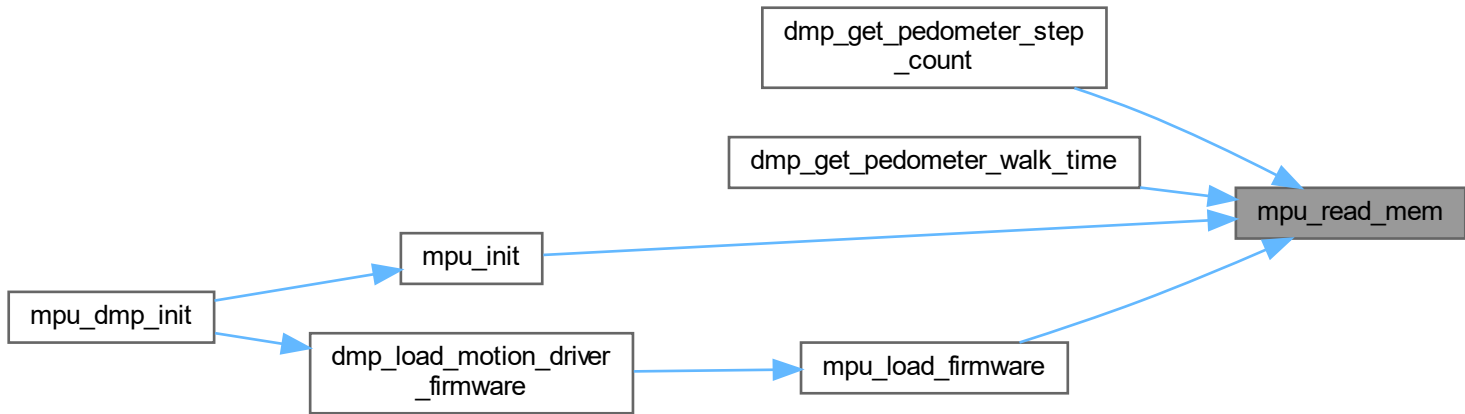 dmp_get_pedometer_step
_count
dmp_get_pedometer_walk_time
mpu_read_mem
mpu_init
mpu_dmp_init
dmp_load_motion_driver
_firmware
mpu_load_firmware